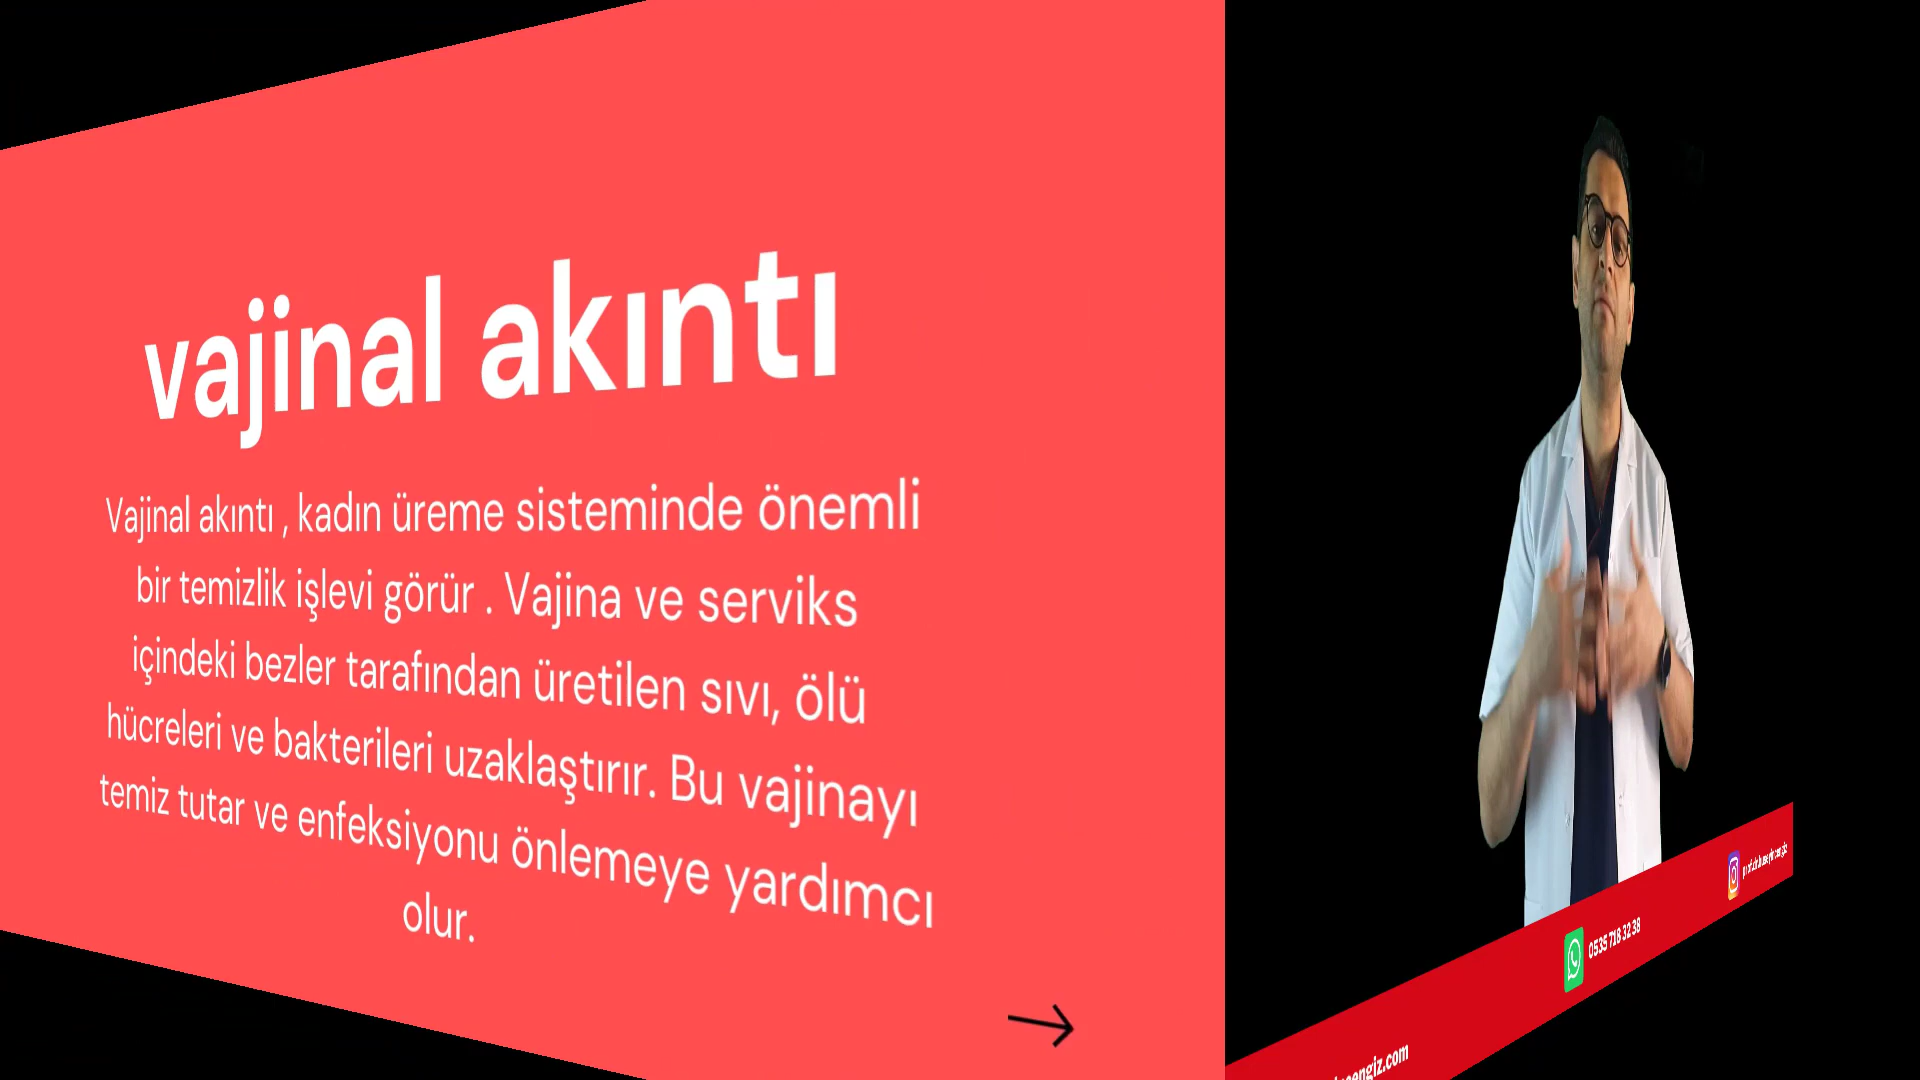 vajinal akıntı
Vajinal akıntı , kadın üreme sisteminde önemli
bir temizlik işlevi görür . Vajina ve serviks
içindeki bezler tarafından üretilen sıvı, ölü
hücreleri ve bakterileri uzaklaştırır. Bu vajinayı
temiz tutar ve enfeksiyonu önlemeye yardımcı
olur.
0535 718 32 38